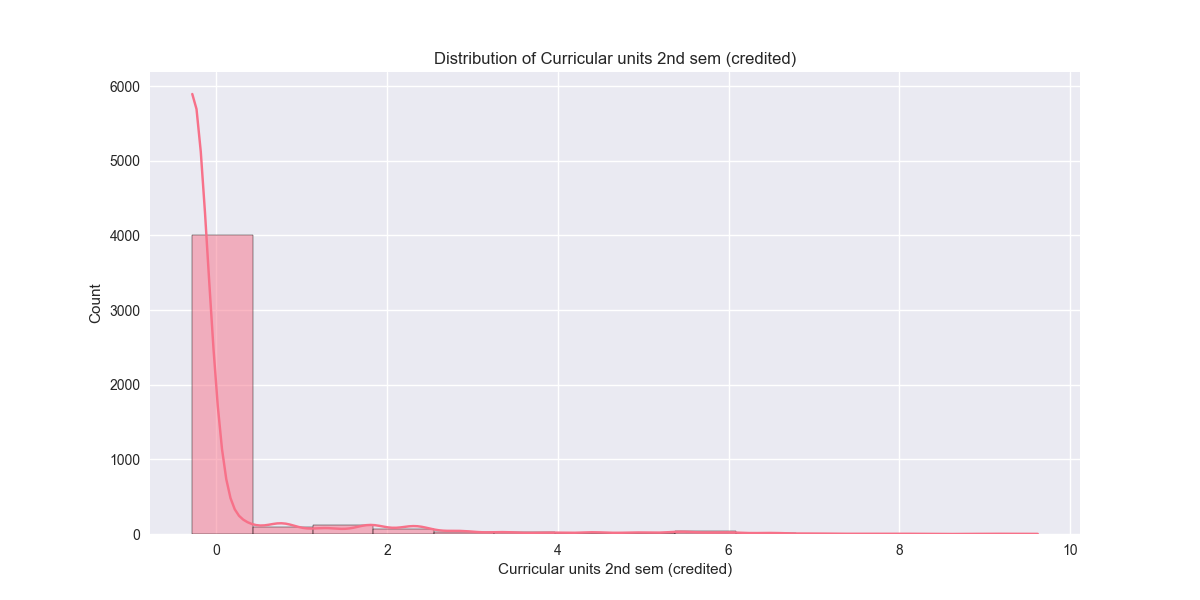 Distribution of Curricular units 2nd sem (credited)
6000
5000
4000
3000
2000
1000
0
Count
0 2 4 6 8 10
Curricular units 2nd sem (credited)